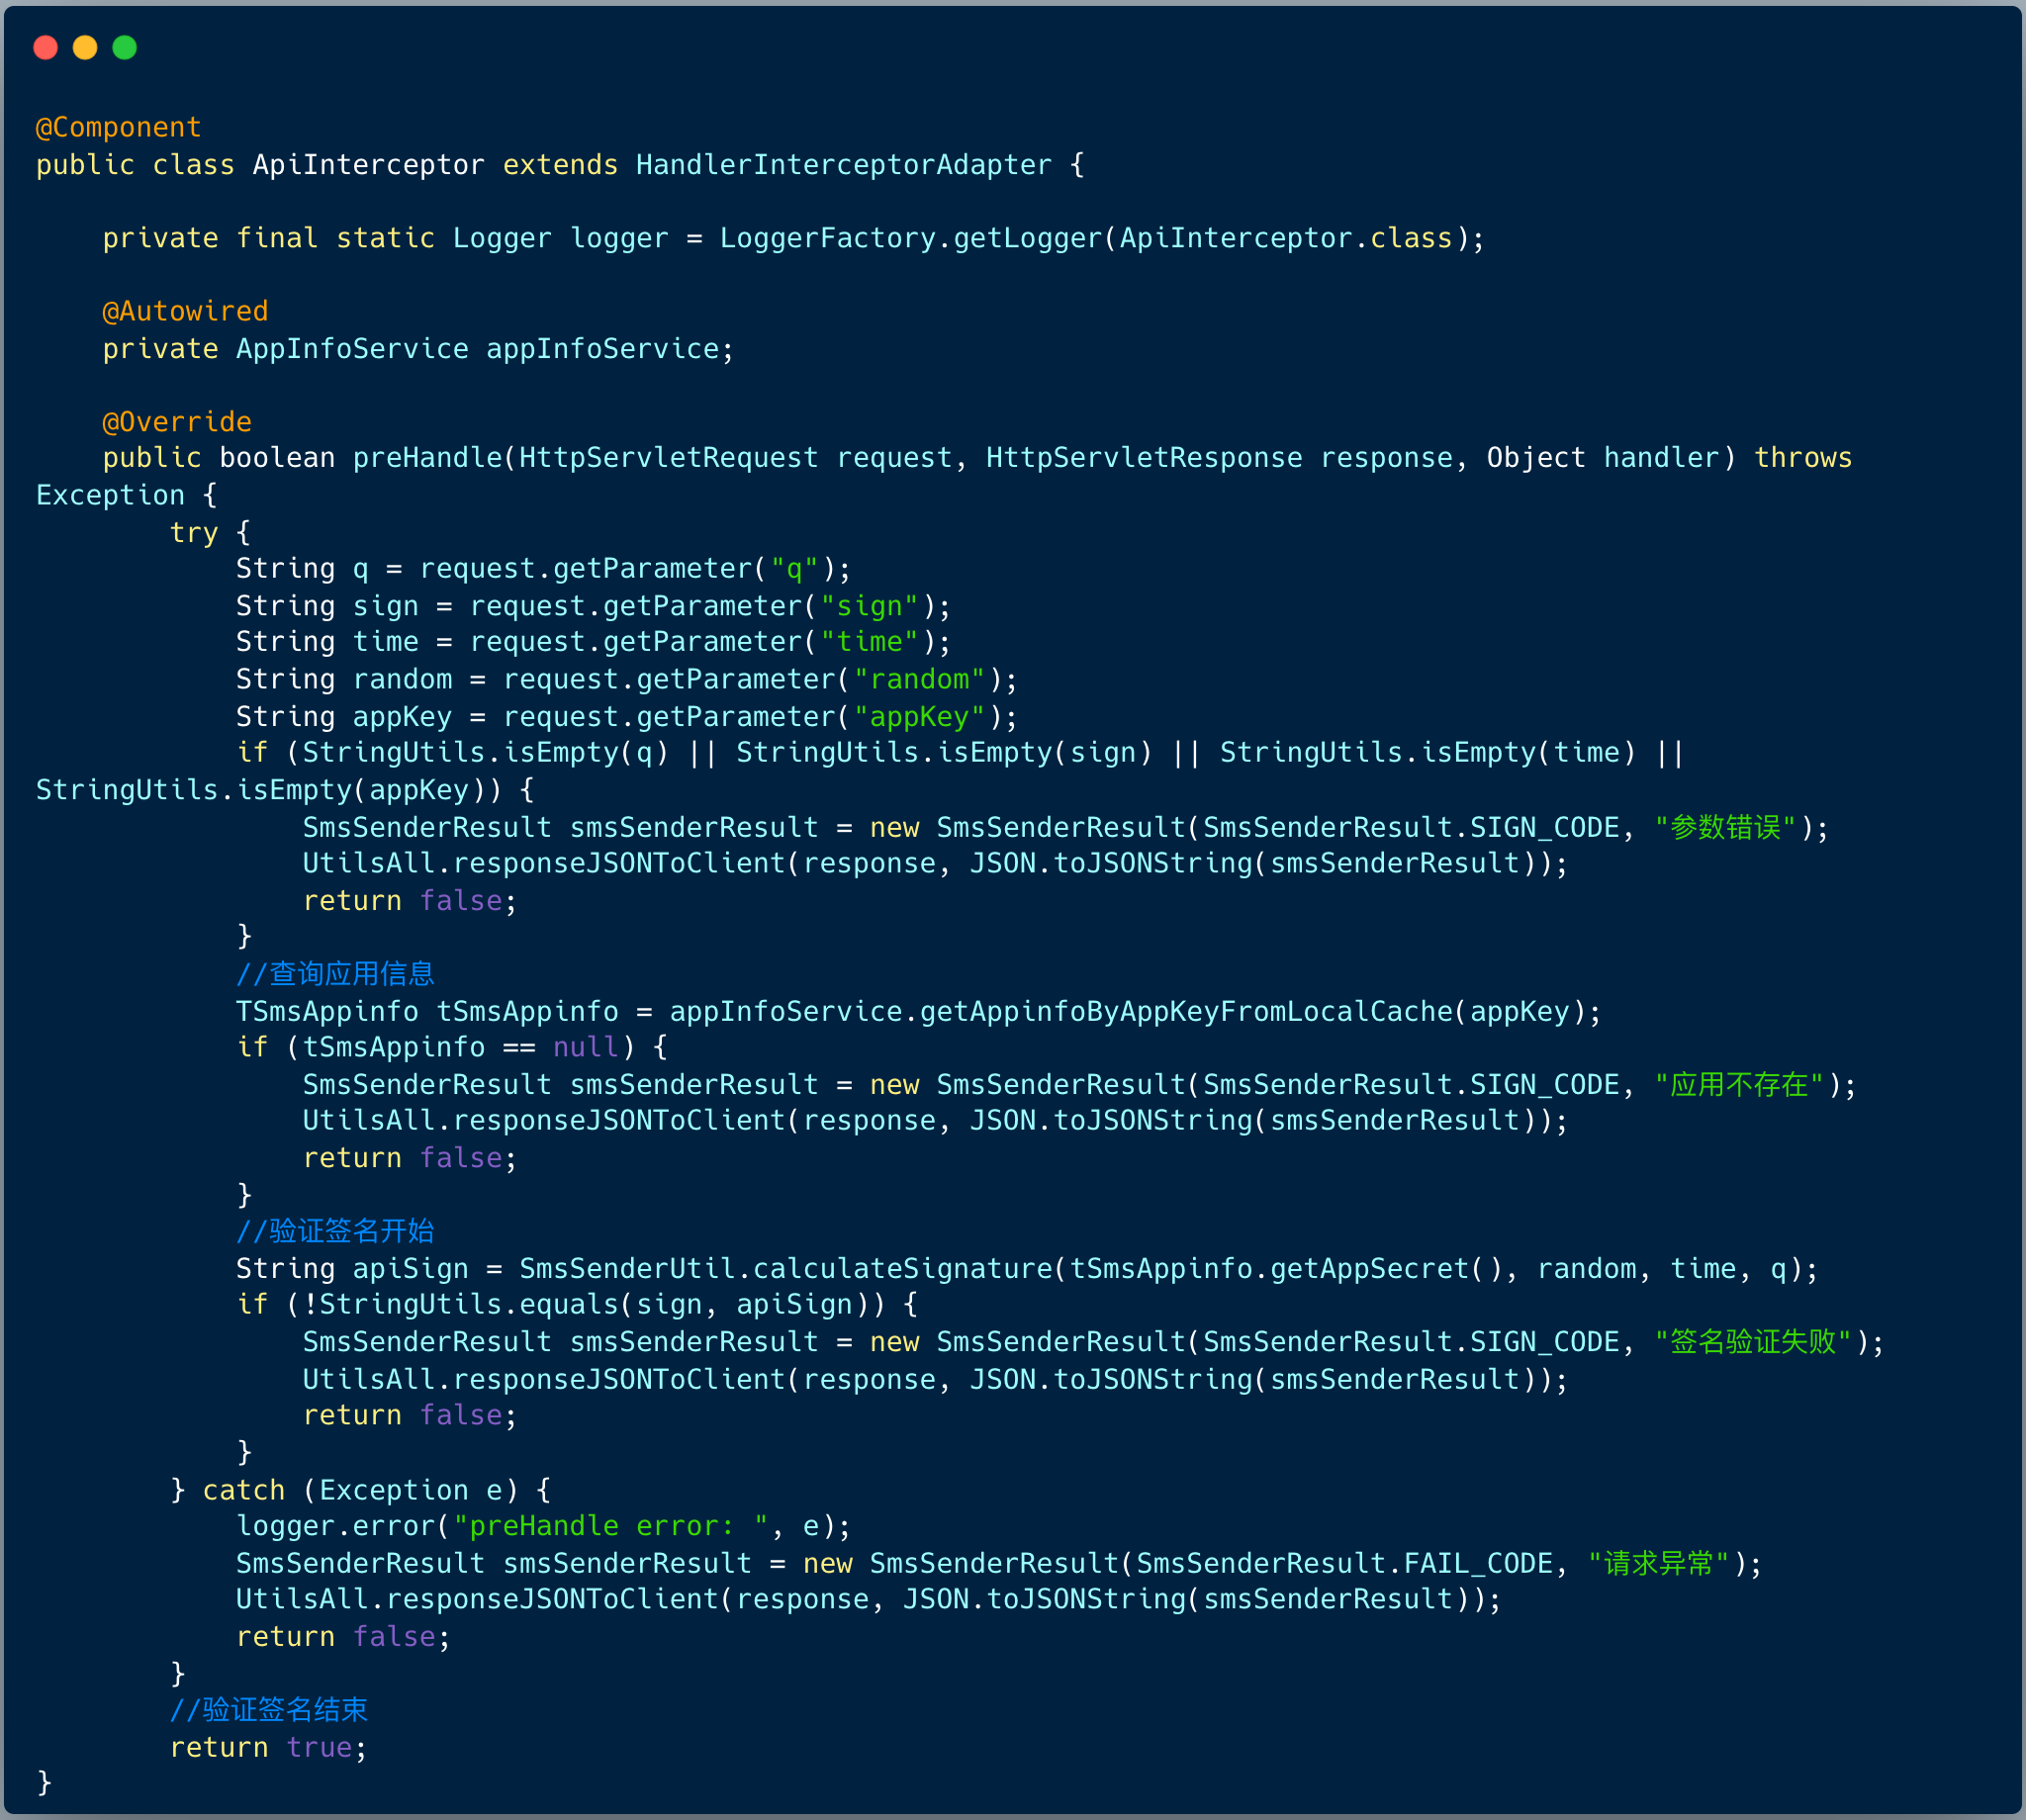 @Component
public class ApiInterceptor extends HandlerInterceptorAdapter {
    private final static Logger logger = LoggerFactory.getLogger(ApiInterceptor.class);
    @Autowired
    private AppInfoService appInfoService;
    @Override
    public boolean preHandle(HttpServletRequest request, HttpServletResponse response, Object handler) throws
Exception {
        try {
            String q = request.getParameter("q");
            String sign = request.getParameter("sign");
            String time = request.getParameter("time");
            String random = request.getParameter("random");
            String appKey = request.getParameter("appKey");
            if (StringUtils.isEmpty(q) || StringUtils.isEmpty(sign) || StringUtils.isEmpty(time) ||
StringUtils.isEmpty(appKey)) {
                SmsSenderResult smsSenderResult = new SmsSenderResult(SmsSenderResult.SIGN_CODE, "参数错误");
                UtilsAll.responseJSONToClient(response, JSON.toJSONString(smsSenderResult));
                return false;
            }
            //查询应用信息
            TSmsAppinfo tSmsAppinfo = appInfoService.getAppinfoByAppKeyFromLocalCache(appKey);
            if (tSmsAppinfo == null) {
                SmsSenderResult smsSenderResult = new SmsSenderResult(SmsSenderResult.SIGN_CODE, "应用不存在");
                UtilsAll.responseJSONToClient(response, JSON.toJSONString(smsSenderResult));
                return false;
            }
            //验证签名开始
            String apiSign = SmsSenderUtil.calculateSignature(tSmsAppinfo.getAppSecret(), random, time, q);
            if (!StringUtils.equals(sign, apiSign)) {
                SmsSenderResult smsSenderResult = new SmsSenderResult(SmsSenderResult.SIGN_CODE, "签名验证失败");
                UtilsAll.responseJSONToClient(response, JSON.toJSONString(smsSenderResult));
                return false;
            }
        } catch (Exception e) {
            logger.error("preHandle error: ", e);
            SmsSenderResult smsSenderResult = new SmsSenderResult(SmsSenderResult.FAIL_CODE, "请求异常");
            UtilsAll.responseJSONToClient(response, JSON.toJSONString(smsSenderResult));
            return false;
        }
        //验证签名结束
        return true;
}